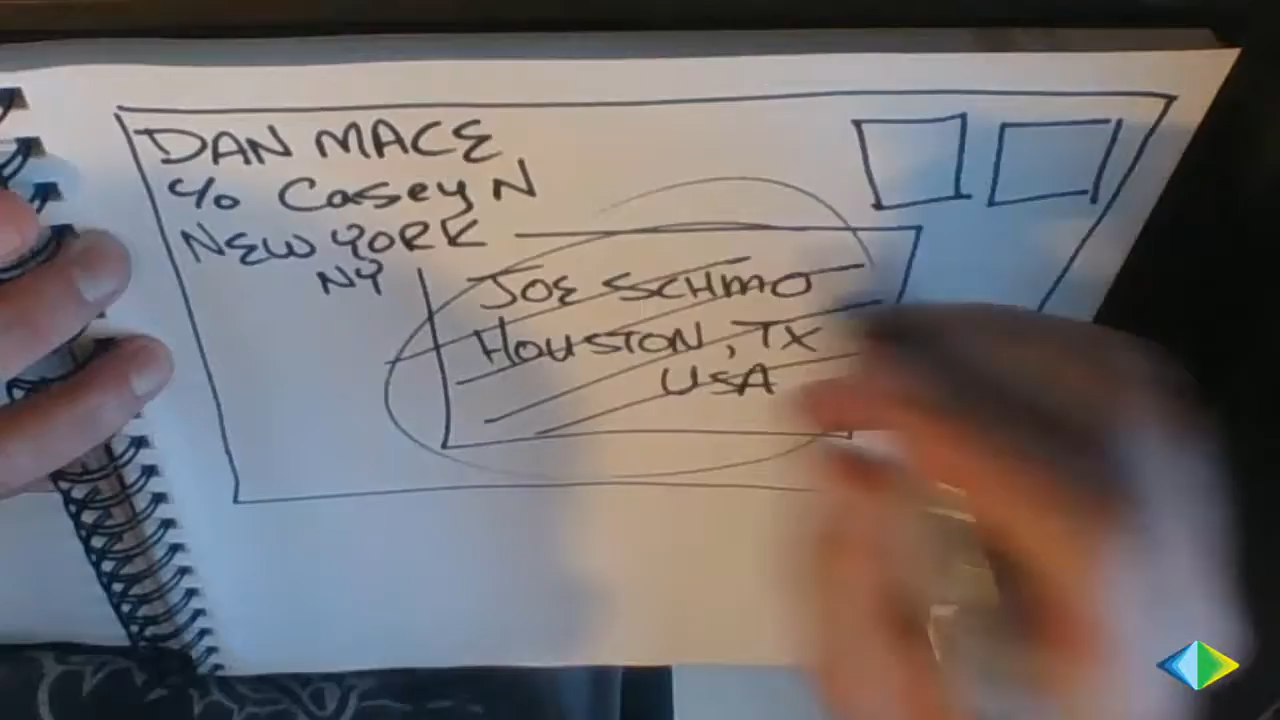 DAN MACE
c/o Casey N
NEW YORK
NY
JOE SCHMO
HOUSTON, TX
USA